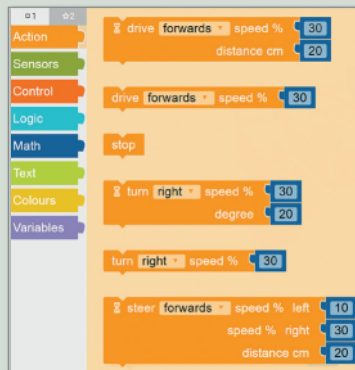 1 2
Action
Sensors
Control
Logic
Math
Text
Colours
Variables
drive forwards speed % 30
distance cm 20
drive forwards speed % 30
stop
turn right speed % 30
degree 20
turn right speed % 30
steer forwards speed % left 10
speed % right 30
distance cm 20